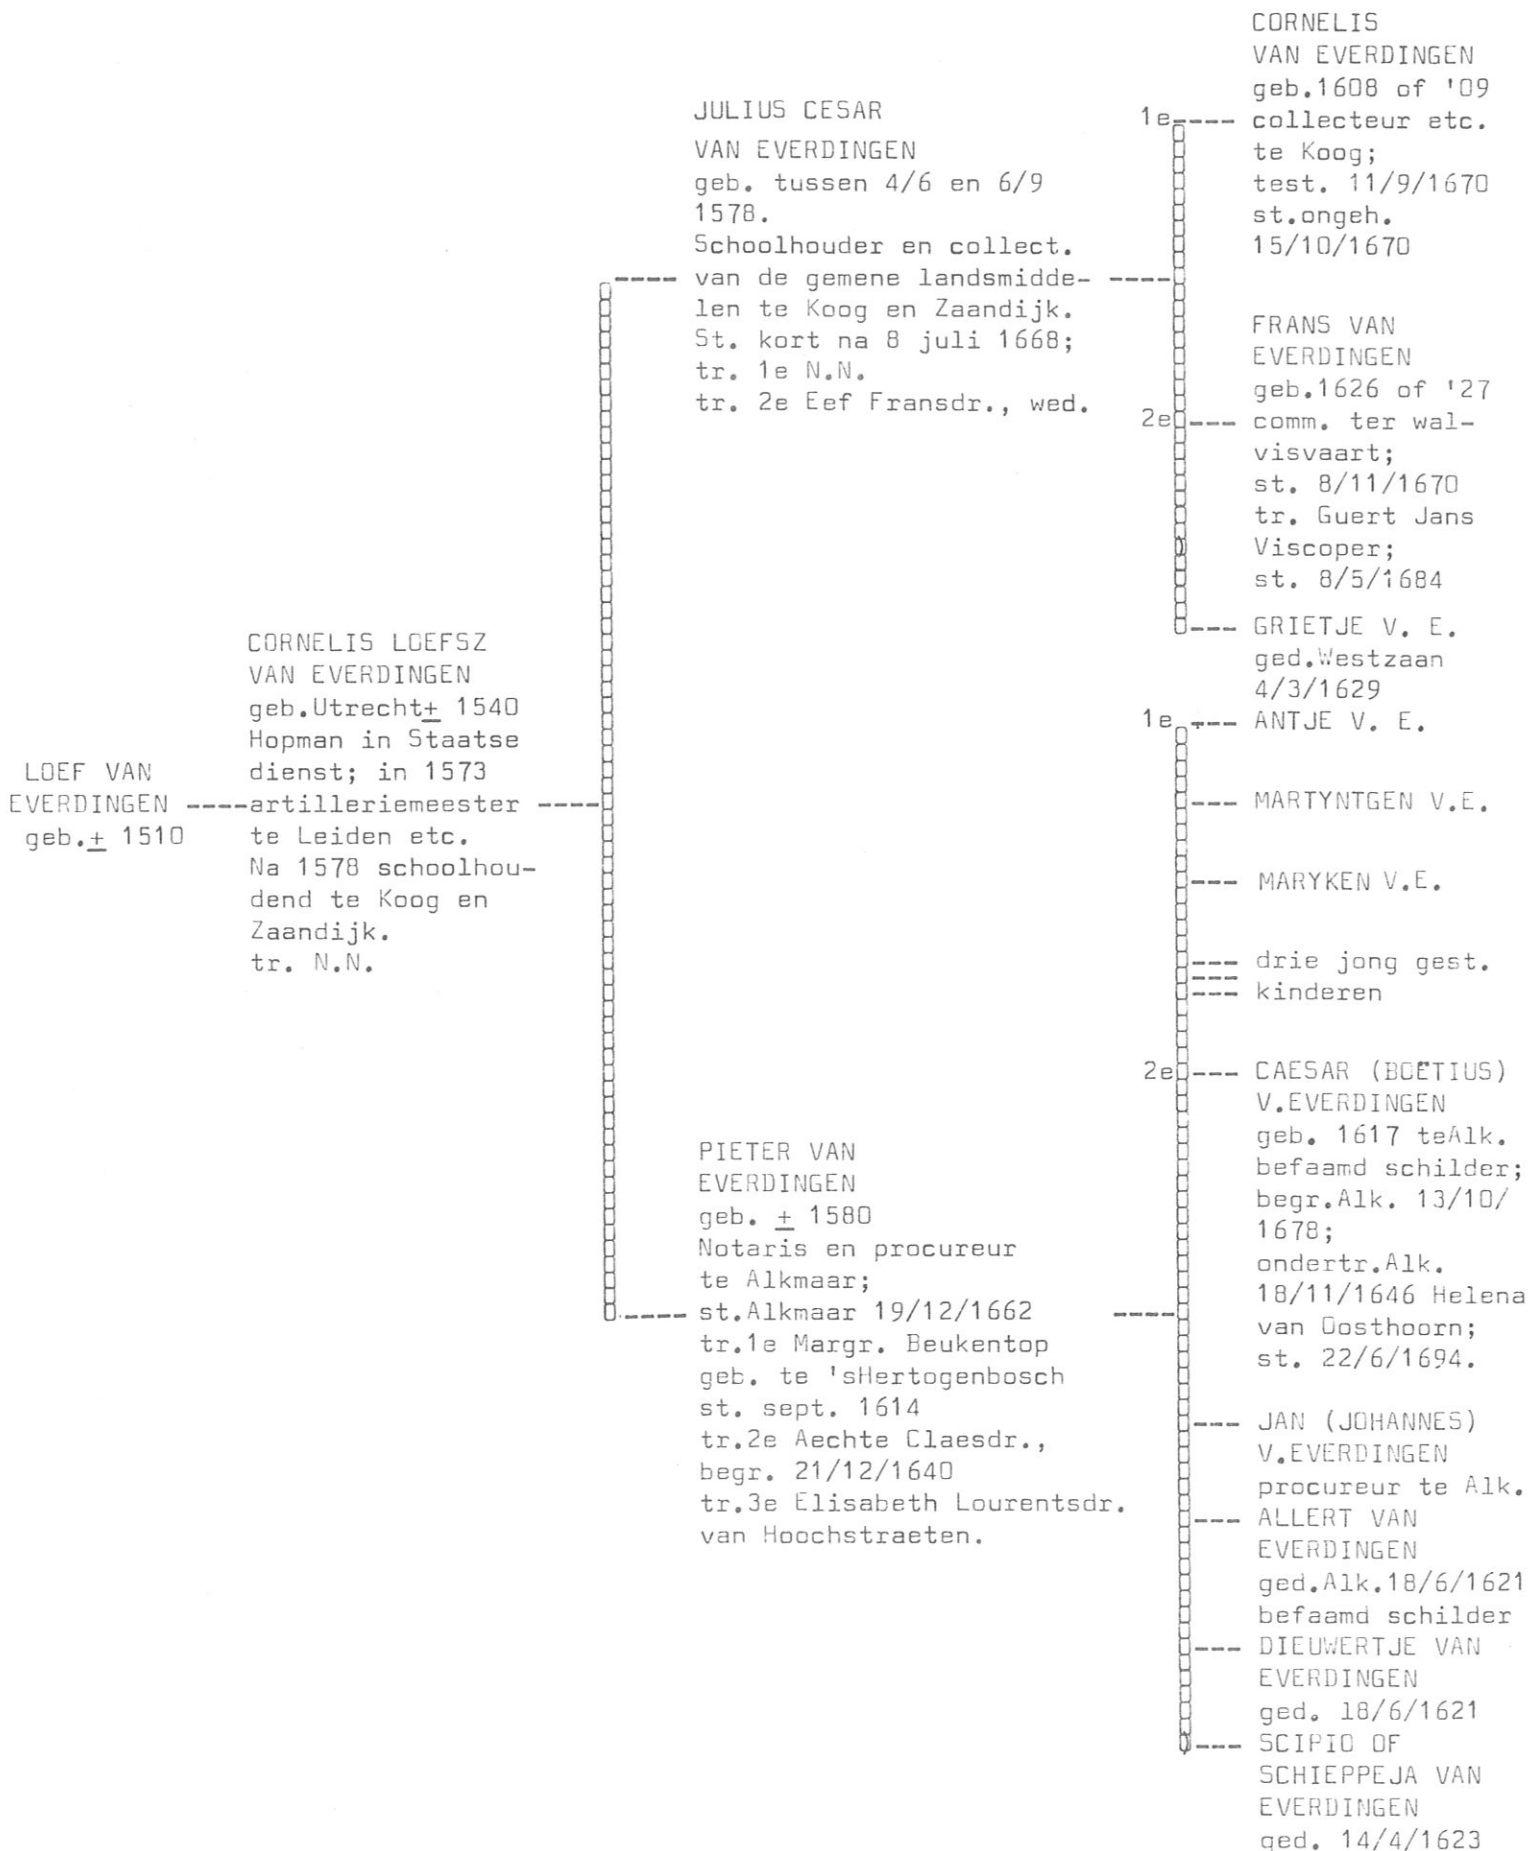 LOEF VAN
EVERDINGEN
geb.± 1510
CORNELIS LOEFSZ
VAN EVERDINGEN
geb.Utrecht± 1540
Hopman in Staatse
dienst; in 1573
artilleriemeester
te Leiden etc.
Na 1578 schoolhou-
dend te Koog en
Zaandijk.
tr. N.N.
JULIUS CESAR
VAN EVERDINGEN
geb. tussen 4/6 en 6/9
1578.
Schoolhouder en collect.
van de gemene landsmidde-
len te Koog en Zaandijk.
St. kort na 8 juli 1668;
tr. 1e N.N.
tr. 2e Eef Fransdr., wed.
1e
CORNELIS
VAN EVERDINGEN
geb.1608 of '09
collecteur etc.
te Koog;
test. 11/9/1670
st.ongeh.
15/10/1670
2e
FRANS VAN
EVERDINGEN
geb.1626 of '27
comm. ter wal-
visvaart;
st. 8/11/1670
tr. Guert Jans
Viscoper;
st. 8/5/1684
GRIETJE V. E.
ged.Westzaan
4/3/1629
PIETER VAN
EVERDINGEN
geb. ± 1580
Notaris en procureur
te Alkmaar;
st.Alkmaar 19/12/1662
tr.1e Margr. Beukentop
geb. te 'sHertogenbosch
st. sept. 1614
tr.2e Aechte Claesdr.,
begr. 21/12/1640
tr.3e Elisabeth Lourentsdr.
van Hoochstraeten.
1e
ANTJE V. E.
MARTYNTGEN V.E.
MARYKEN V.E.
drie jong gest.
kinderen
2e
CAESAR (BOETIUS)
V.EVERDINGEN
geb. 1617 teAlk.
befaamd schilder;
begr.Alk. 13/10/
1678;
ondertr.Alk.
18/11/1646 Helena
van Oosthoorn;
st. 22/6/1694.
JAN (JOHANNES)
V.EVERDINGEN
procureur te Alk.
ALLERT VAN
EVERDINGEN
ged.Alk.18/6/1621
befaamd schilder
DIEUWERTJE VAN
EVERDINGEN
ged. 18/6/1621
SCIPIO OF
SCHIEPPEJA VAN
EVERDINGEN
ged. 14/4/1623